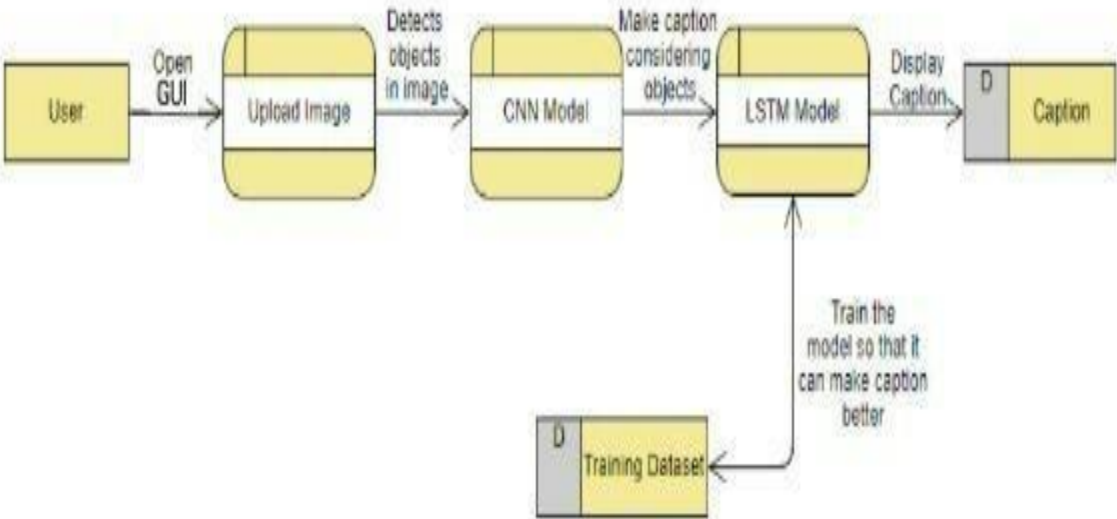 User
Open
GUI
Upload Image
Detects
objects
in image
CNN Model
Make caption
considering
objects
LSTM Model
Display
Caption
D
Caption
Train the
model so that it
can make caption
better
D
Training Dataset